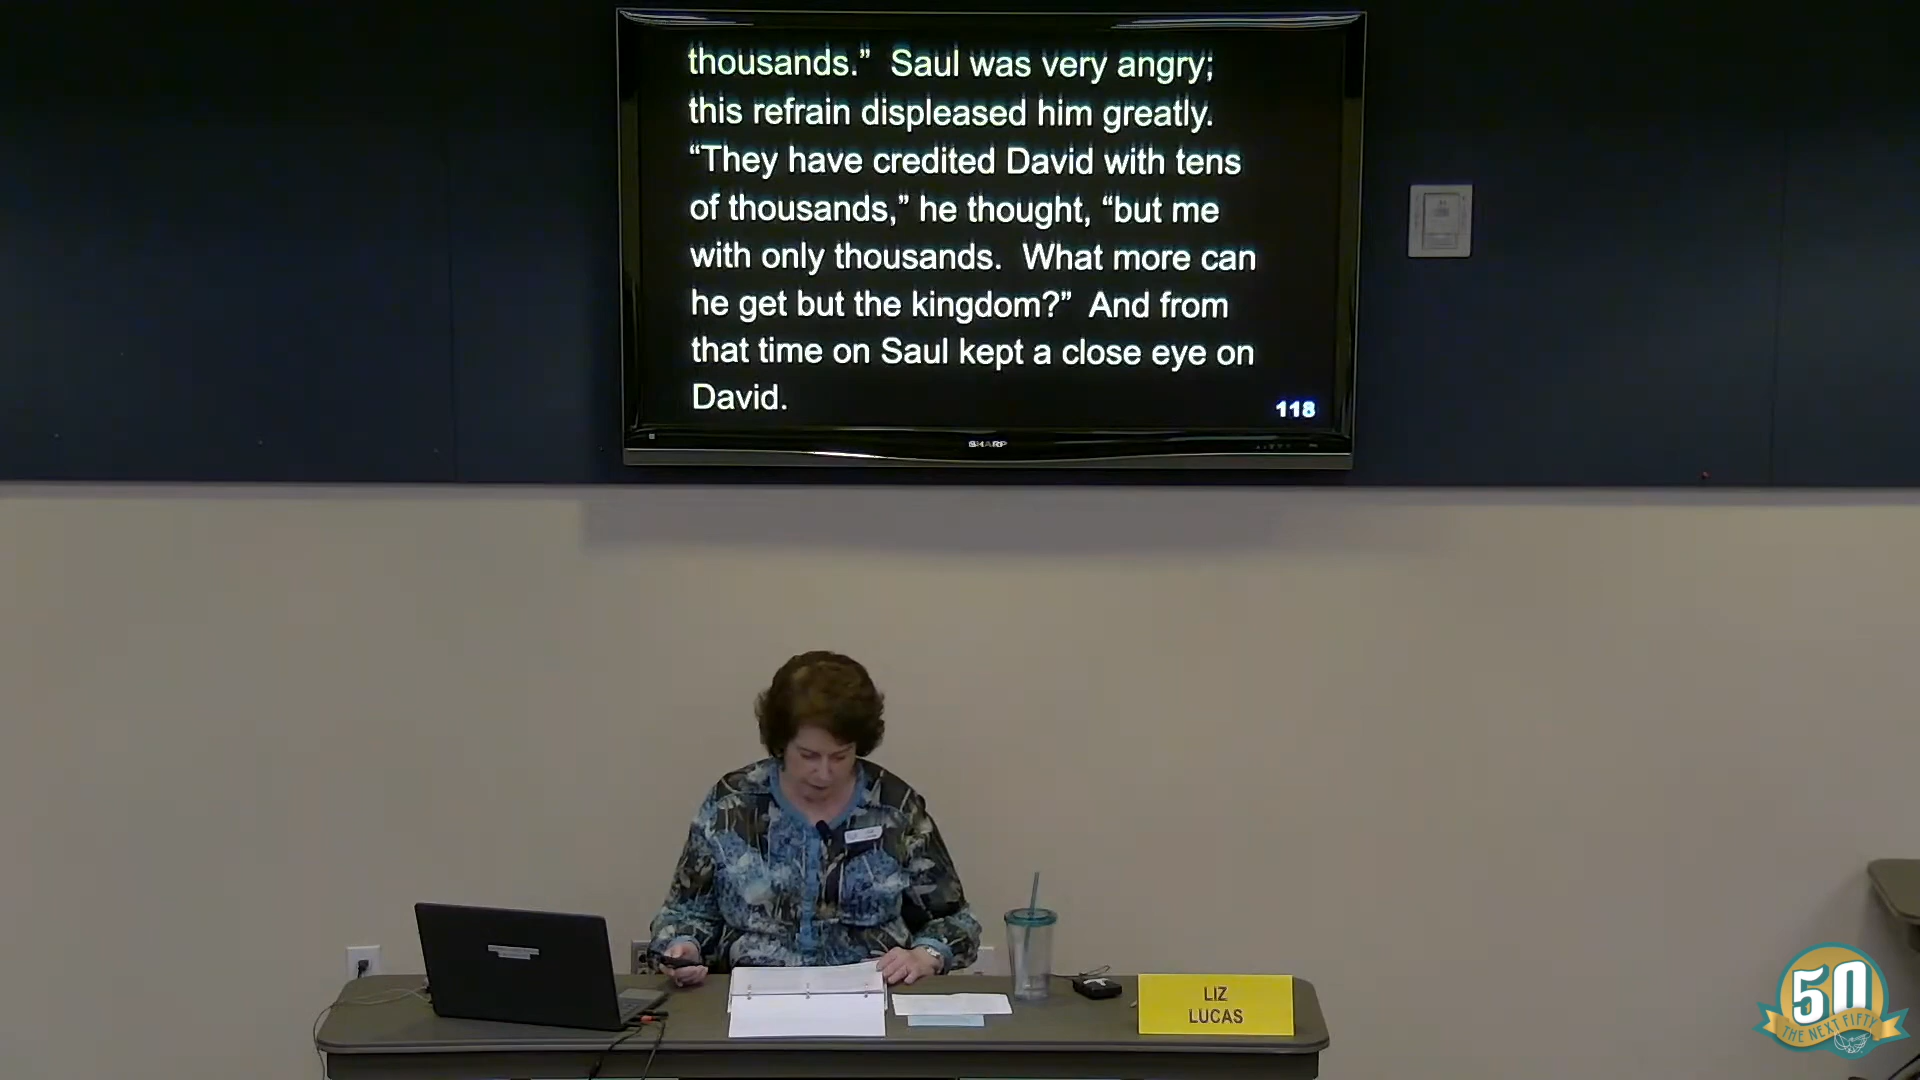 thousands.” Saul was very angry;
this refrain displeased him greatly.
“They have credited David with tens
of thousands,” he thought, “but me
with only thousands. What more can
he get but the kingdom?” And from
that time on Saul kept a close eye on
David.
118
SHARP
LIZ
LUCAS
50
THE NEXT FIFTY